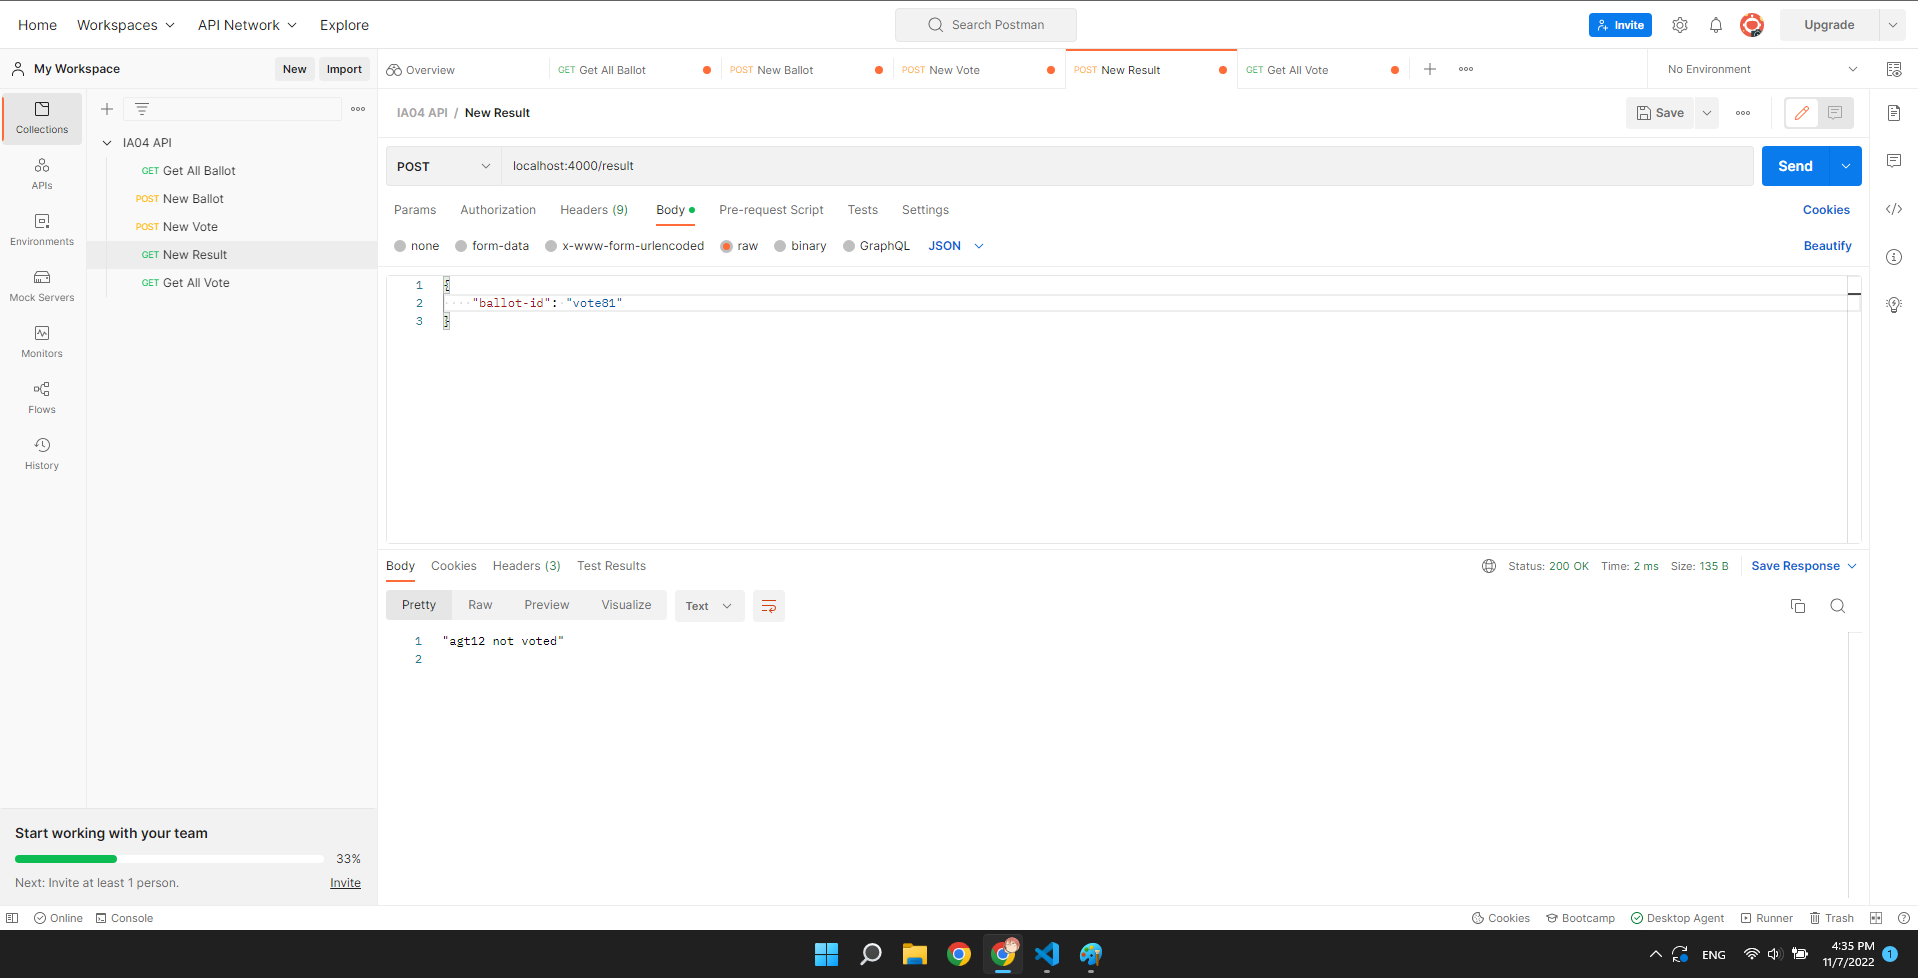 Home Workspaces API Network Explore Search Postman Invite Upgrade
My Workspace New Import Overview GET Get All Ballot POST New Ballot POST New Vote POST New Result GET Get All Vote No Environment
Collections
APIs
Environments
Mock Servers
Monitors
Flows
History
IA04 API
GET Get All Ballot
POST New Ballot
POST New Vote
GET New Result
GET Get All Vote
IA04 API / New Result Save
POST localhost:4000/result Send
Params Authorization Headers (9) Body Pre-request Script Tests Settings Cookies
none form-data x-www-form-urlencoded raw binary GraphQL JSON Beautify
1 {
2 "ballot-id": "vote81"
3 }
Body Cookies Headers (3) Test Results Status: 200 OK Time: 2 ms Size: 135 B Save Response
Pretty Raw Preview Visualize Text
1 "agt12 not voted"
2
Start working with your team
33%
Next: Invite at least 1 person. Invite
Online Console Cookies Bootcamp Desktop Agent Runner Trash
ENG 4:35 PM
11/7/2022 1